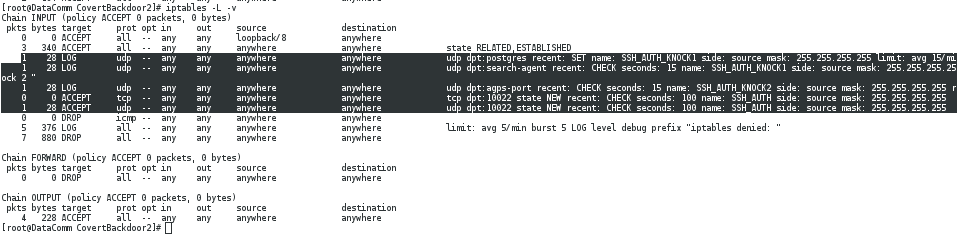 [root@DataComm CovertBackdoor2]# iptables -L -v
Chain INPUT (policy ACCEPT 0 packets, 0 bytes)
pkts bytes target prot opt in out source destination
0 0 ACCEPT all -- any any loopback/8 anywhere
3 340 ACCEPT all -- any any anywhere anywhere state RELATED,ESTABLISHED
1 28 LOG udp -- any any anywhere anywhere udp dpt:postgres recent: SET name: SSH_AUTH_KNOCK1 side: source mask: 255.255.255.255 limit: avg 15/mi
1 28 LOG udp -- any any anywhere anywhere udp dpt:search-agent recent: CHECK seconds: 15 name: SSH_AUTH_KNOCK1 side: source mask: 255.255.255.25
ock 2 "
1 28 LOG udp -- any any anywhere anywhere udp dpt:agps-port recent: CHECK seconds: 15 name: SSH_AUTH_KNOCK2 side: source mask: 255.255.255.255 r
0 0 ACCEPT tcp -- any any anywhere anywhere tcp dpt:10022 state NEW recent: CHECK seconds: 100 name: SSH_AUTH side: source mask: 255.255.255.255
1 28 ACCEPT udp -- any any anywhere anywhere udp dpt:10022 state NEW recent: CHECK seconds: 100 name: SSH_AUTH side: source mask: 255.255.255.255
0 0 DROP icmp -- any any anywhere anywhere
5 376 LOG all -- any any anywhere anywhere limit: avg 5/min burst 5 LOG level debug prefix "iptables denied: "
7 880 DROP all -- any any anywhere anywhere
Chain FORWARD (policy ACCEPT 0 packets, 0 bytes)
pkts bytes target prot opt in out source destination
0 0 DROP all -- any any anywhere anywhere
Chain OUTPUT (policy ACCEPT 0 packets, 0 bytes)
pkts bytes target prot opt in out source destination
4 228 ACCEPT all -- any any anywhere anywhere
[root@DataComm CovertBackdoor2]#